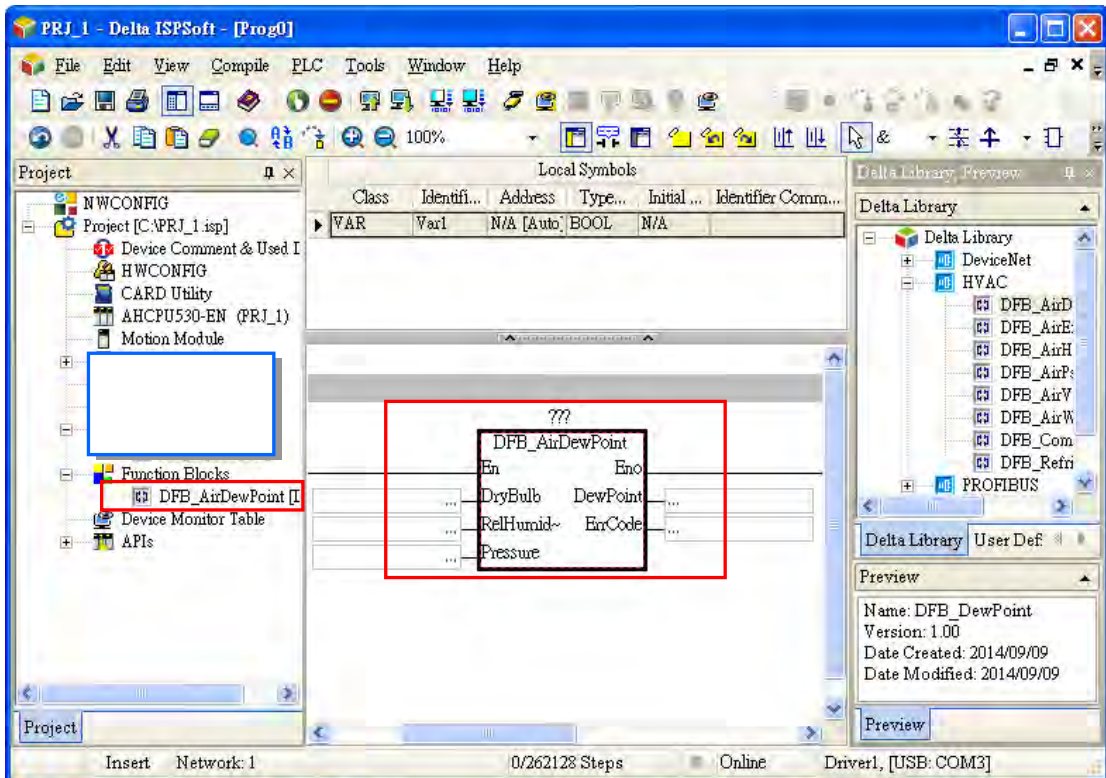 PRJ_1 - Delta ISPSoft - [Prog0]
File Edit View Compile PLC Tools Window Help
100%
Project
NWCONFIG
Project [C:\PRJ_1.isp]
Device Comment & Used I
HWCONFIG
CARD Utility
AHCPU530-EN (PRJ_1)
Motion Module
Function Blocks
DFB_AirDewPoint [I
Device Monitor Table
APIs
Project
Local Symbols
Class Identifi... Address Type... Initial ... Identifier Comm...
VAR Var1 N/A [Auto] BOOL N/A
???
DFB_AirDewPoint
En Eno
... DryBulb DewPoint ...
... RelHumid~ ErrCode ...
... Pressure
Delta Library, Preview
Delta Library
Delta Library
DeviceNet
HVAC
DFB_AirD
DFB_AirE
DFB_AirH
DFB_AirPs
DFB_AirV
DFB_AirW
DFB_Com
DFB_Refri
PROFIBUS
Delta Library User Def.
Preview
Name: DFB_DewPoint
Version: 1.00
Date Created: 2014/09/09
Date Modified: 2014/09/09
Preview
Insert Network: 1 0/262128 Steps Online Driver1, [USB: COM3]